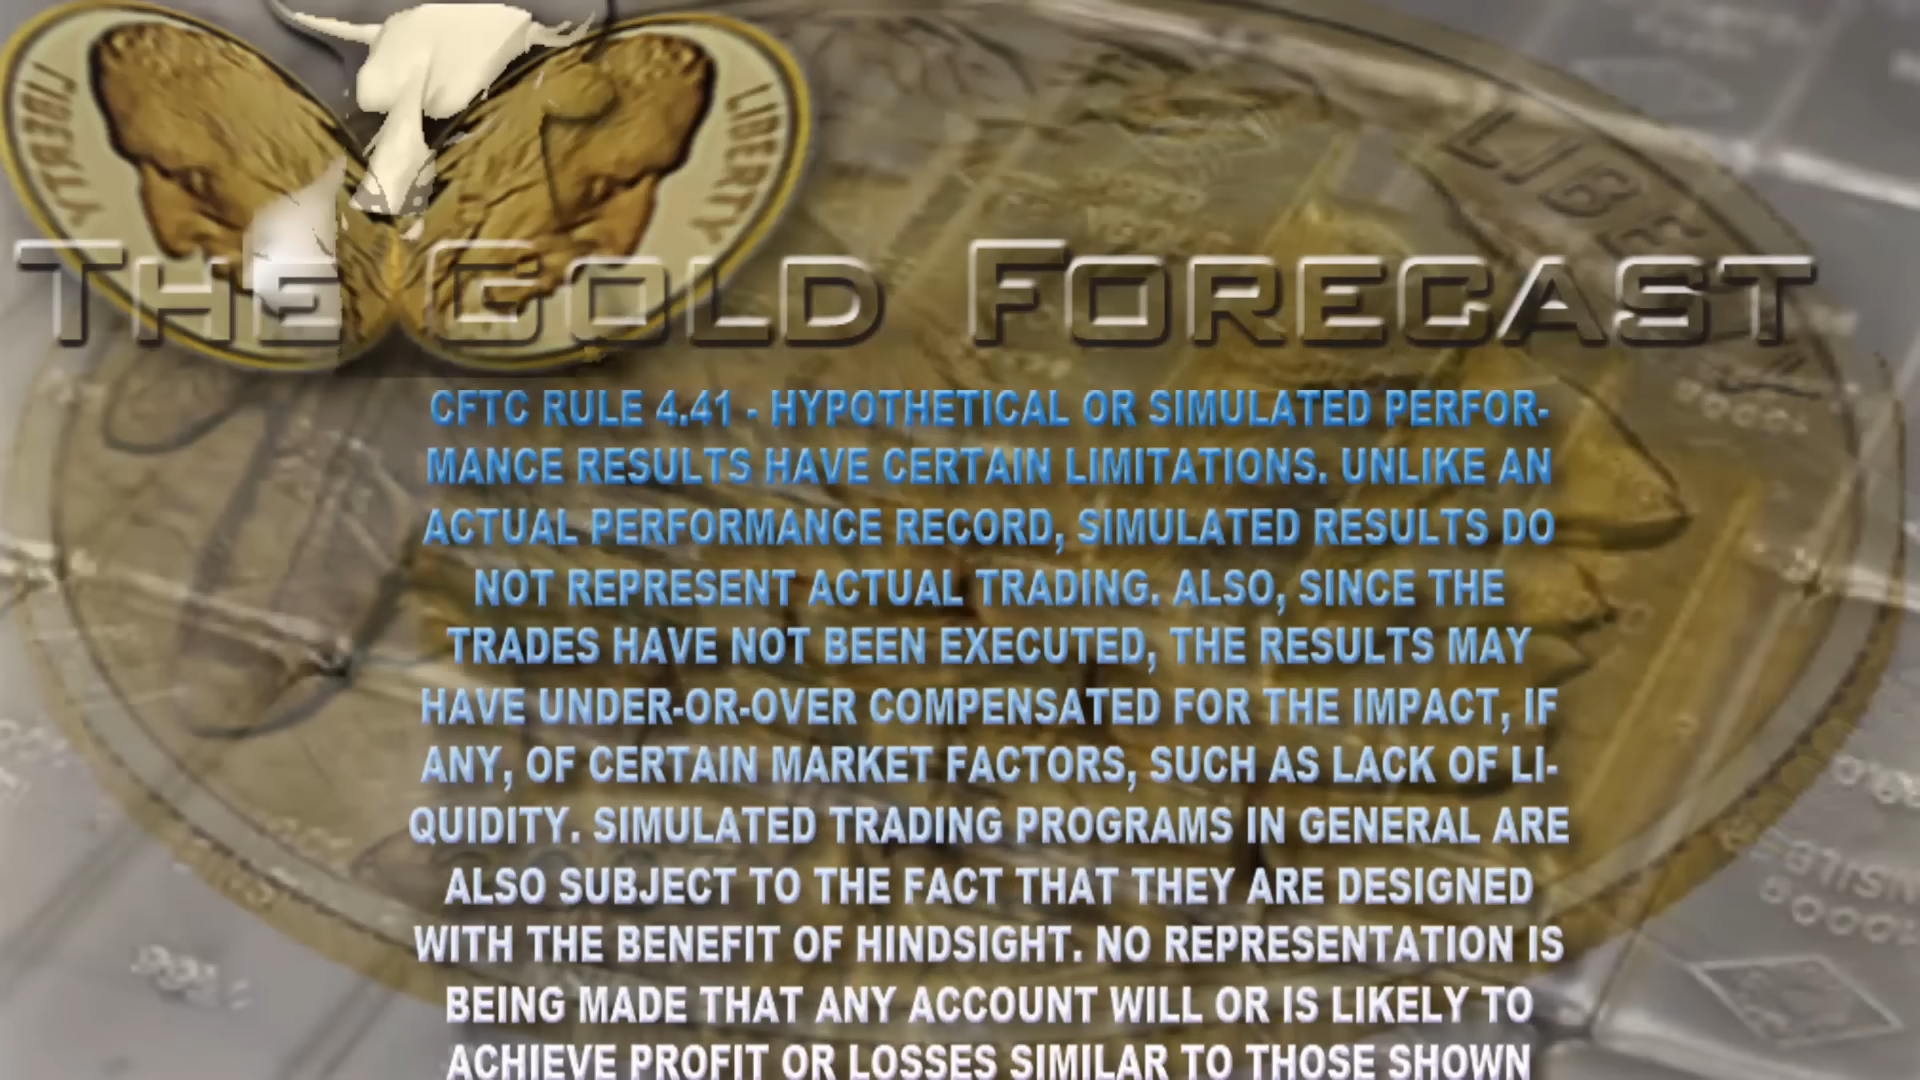 LIBERTY
LIBERTY
LIBERTY
THE GOLD FORECAST
CFTC RULE 4.41 - HYPOTHETICAL OR SIMULATED PERFOR-
MANCE RESULTS HAVE CERTAIN LIMITATIONS. UNLIKE AN
ACTUAL PERFORMANCE RECORD, SIMULATED RESULTS DO
NOT REPRESENT ACTUAL TRADING. ALSO, SINCE THE
TRADES HAVE NOT BEEN EXECUTED, THE RESULTS MAY
HAVE UNDER-OR-OVER COMPENSATED FOR THE IMPACT, IF
ANY, OF CERTAIN MARKET FACTORS, SUCH AS LACK OF LI-
QUIDITY. SIMULATED TRADING PROGRAMS IN GENERAL ARE
ALSO SUBJECT TO THE FACT THAT THEY ARE DESIGNED
WITH THE BENEFIT OF HINDSIGHT. NO REPRESENTATION IS
BEING MADE THAT ANY ACCOUNT WILL OR IS LIKELY TO
ACHIEVE PROFIT OR LOSSES SIMILAR TO THOSE SHOWN